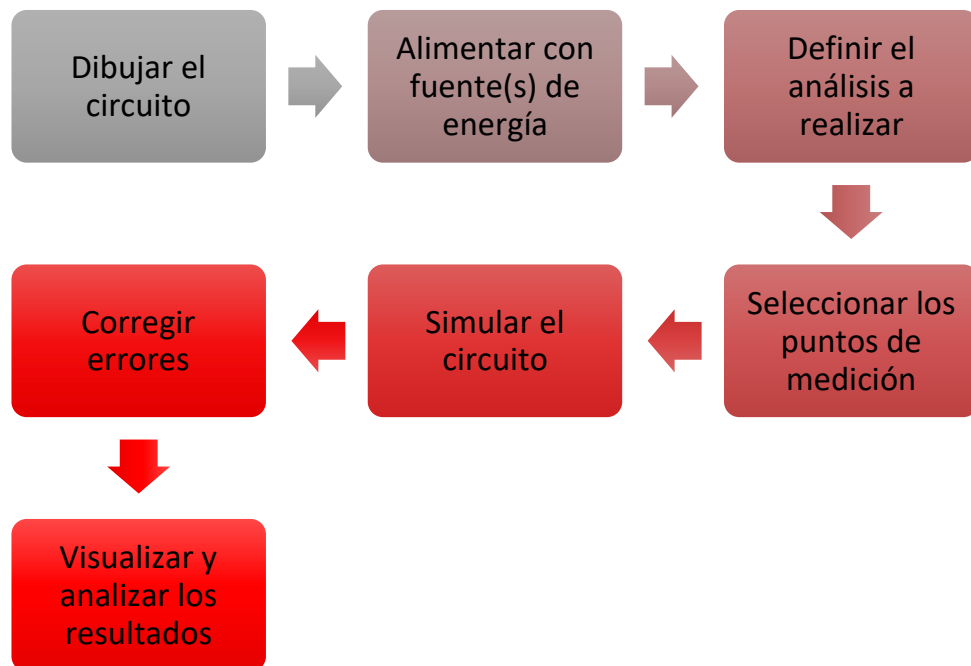 Dibujar el
circuito
Alimentar con
fuente(s) de
energía
Definir el
análisis a
realizar
Seleccionar los
puntos de
medición
Simular el
circuito
Corregir
errores
Visualizar y
analizar los
resultados